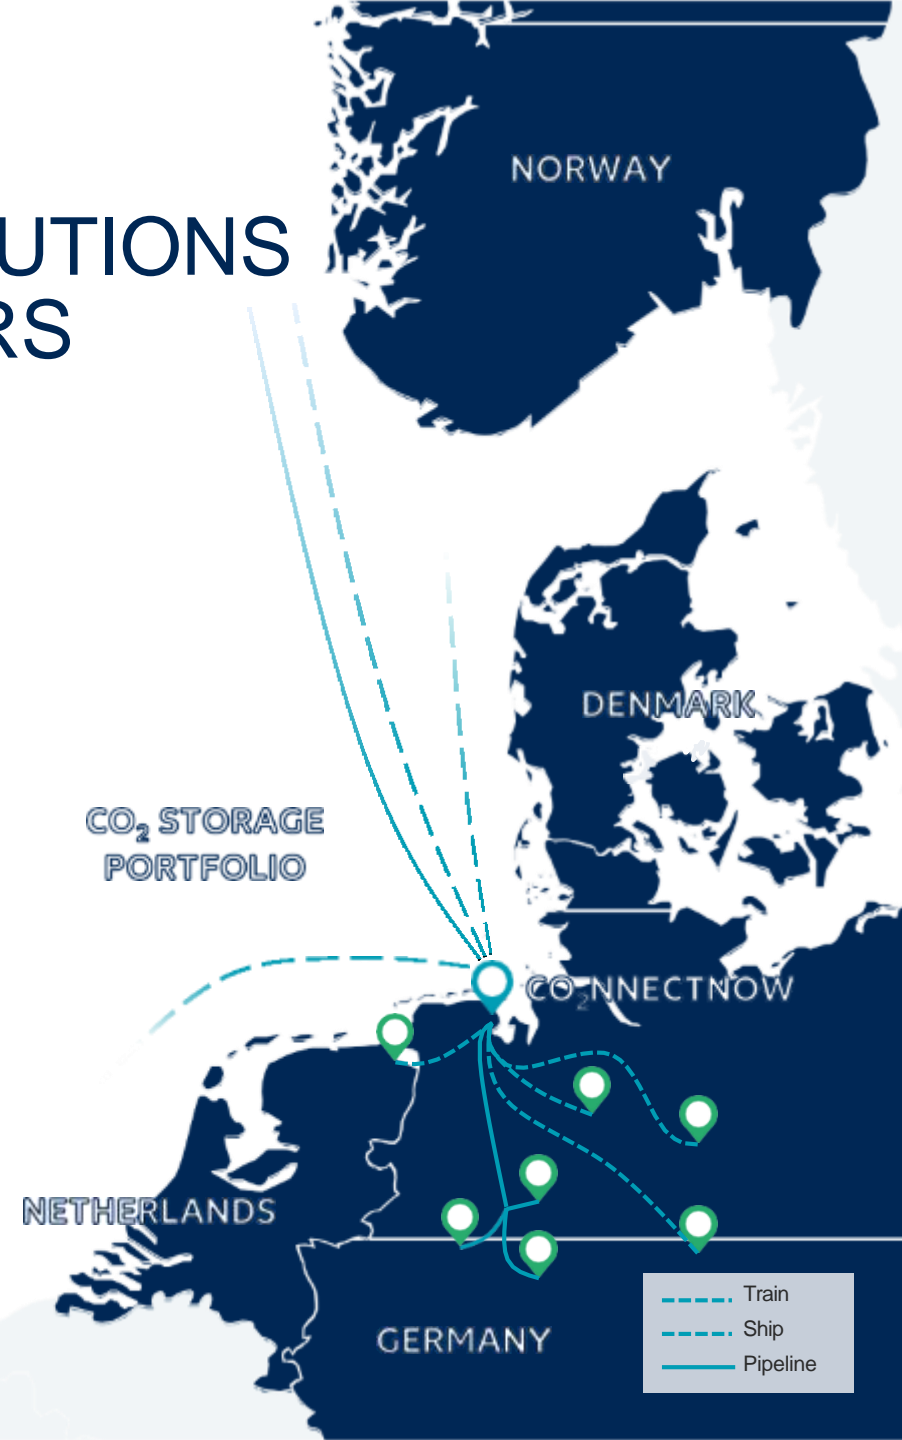 NORWAY
UTIONS
RS
DENMARK
CO₂ STORAGE
PORTFOLIO
CO₂NNECTNOW
NETHERLANDS
GERMANY
Train
Ship
Pipeline